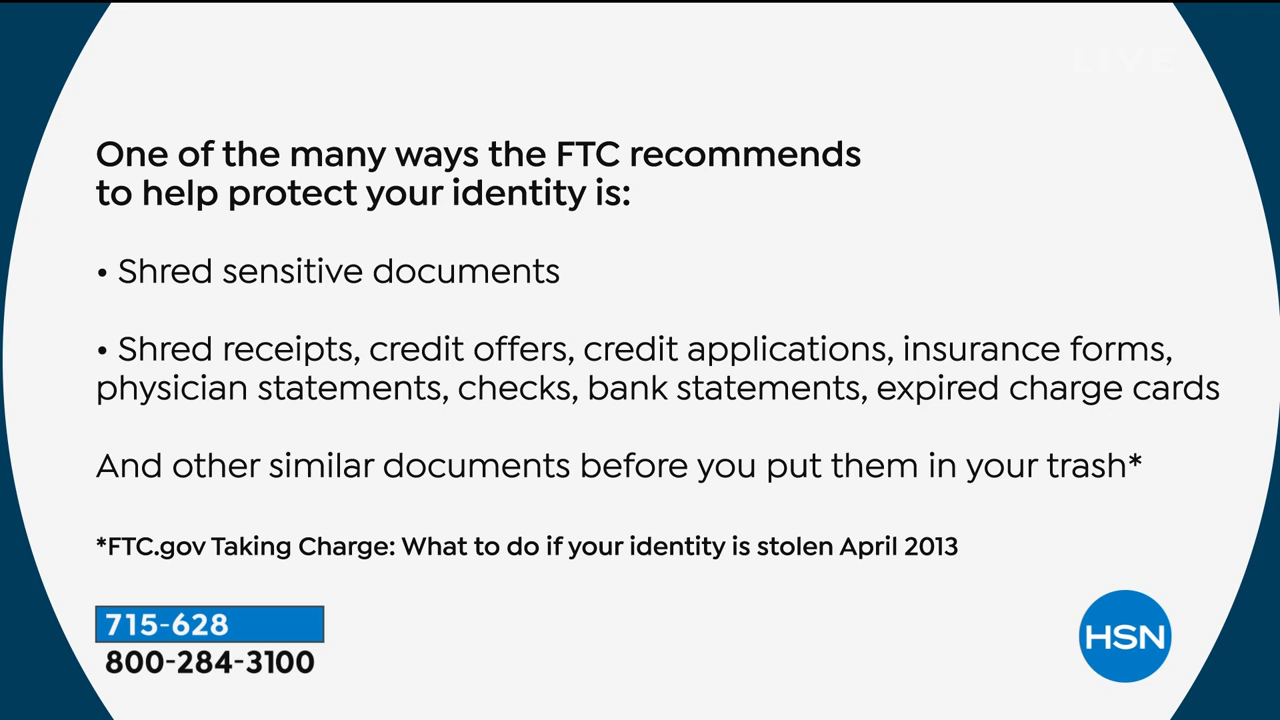 LIVE
One of the many ways the FTC recommends
to help protect your identity is:
• Shred sensitive documents
• Shred receipts, credit offers, credit applications, insurance forms,
physician statements, checks, bank statements, expired charge cards
And other similar documents before you put them in your trash*
*FTC.gov Taking Charge: What to do if your identity is stolen April 2013
715-628
800-284-3100
HSN